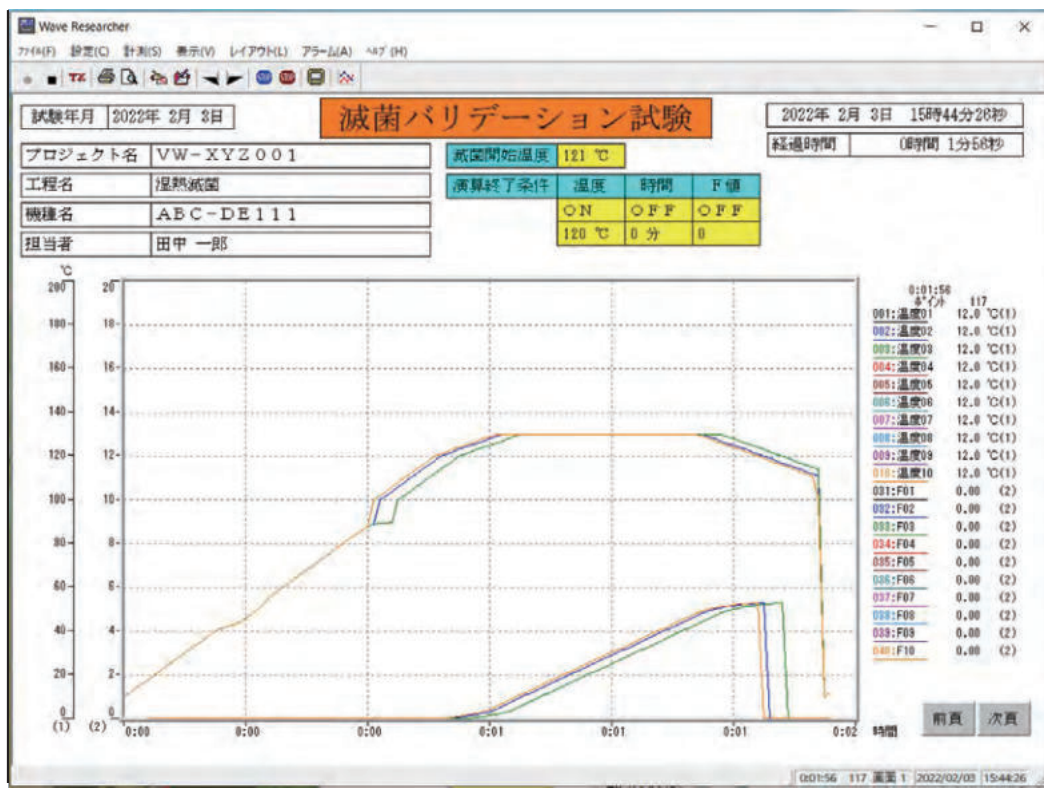 Wave Researcher
ﾌｧｲﾙ(F) 設定(C) 計測(S) 表示(V) レイアウト(L) アラーム(A) ﾍﾙﾌﾟ(H)
試験年月 2022年 2月 3日
滅菌バリデーション試験
2022年 2月 3日 15時44分26秒
経過時間 0時間 1分56秒
プロジェクト名 VW-XYZ001
工程名 湿熱滅菌
機種名 ABC-DE111
担当者 田中 一郎
滅菌開始温度 121 ℃
演算終了条件 温度 時間 F値
ON OFF OFF
120 ℃ 0 分 0
℃
200 20
180 18
160 16
140 14
120 12
100 10
80 8
60 6
40 4
20 2
0 0
(1) (2)
0:00 0:00 0:00 0:01 0:01 0:01 0:02
時間
0:01:56
ﾎﾟｲﾝﾄ 117
001:温度01 12.0 ℃(1)
002:温度02 12.0 ℃(1)
003:温度03 12.0 ℃(1)
004:温度04 12.0 ℃(1)
005:温度05 12.0 ℃(1)
006:温度06 12.0 ℃(1)
007:温度07 12.0 ℃(1)
008:温度08 12.0 ℃(1)
009:温度09 12.0 ℃(1)
010:温度10 12.0 ℃(1)
031:F01 0.00 (2)
032:F02 0.00 (2)
033:F03 0.00 (2)
034:F04 0.00 (2)
035:F05 0.00 (2)
036:F06 0.00 (2)
037:F07 0.00 (2)
038:F08 0.00 (2)
039:F09 0.00 (2)
040:F10 0.00 (2)
前頁 次頁
0:01:56 117 画面 1 2022/02/03 15:44:26